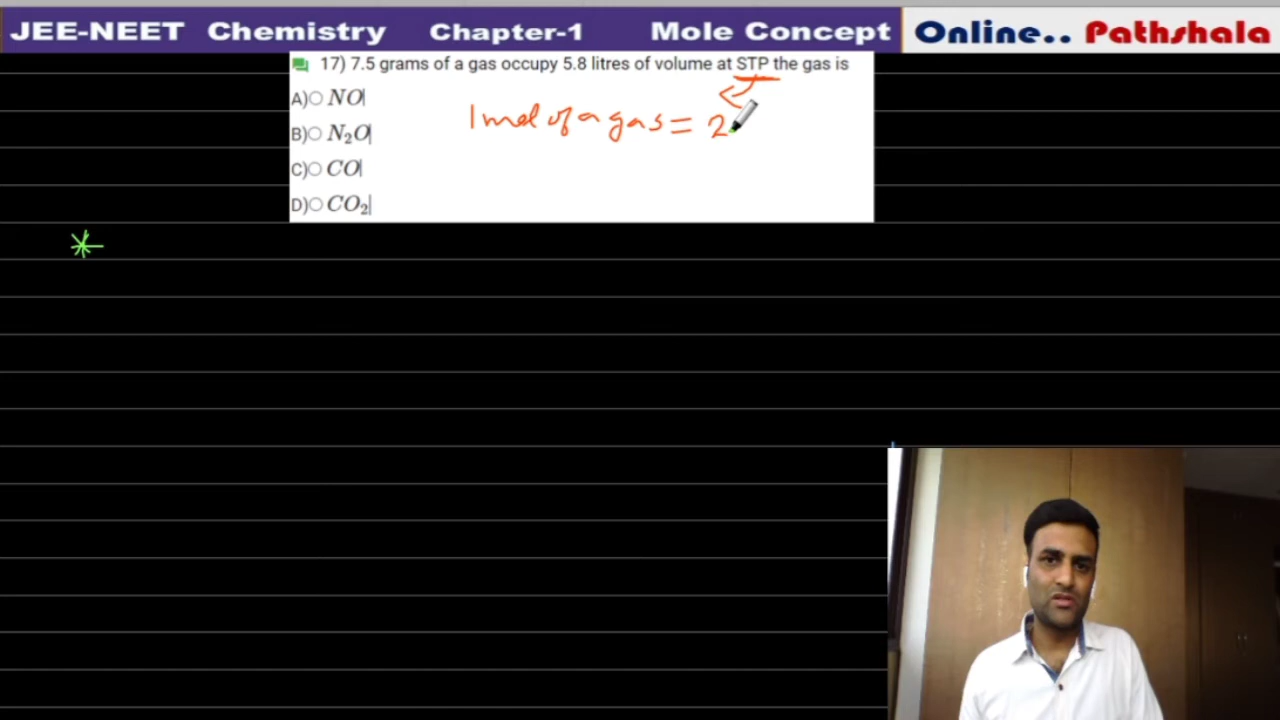 JEE-NEET Chemistry Chapter-1 Mole Concept Online.. Pathshala
17) 7.5 grams of a gas occupy 5.8 litres of volume at STP the gas is
A) NO|
B) N₂O|
C) CO|
D) CO₂|
1 mol of a gas = 2